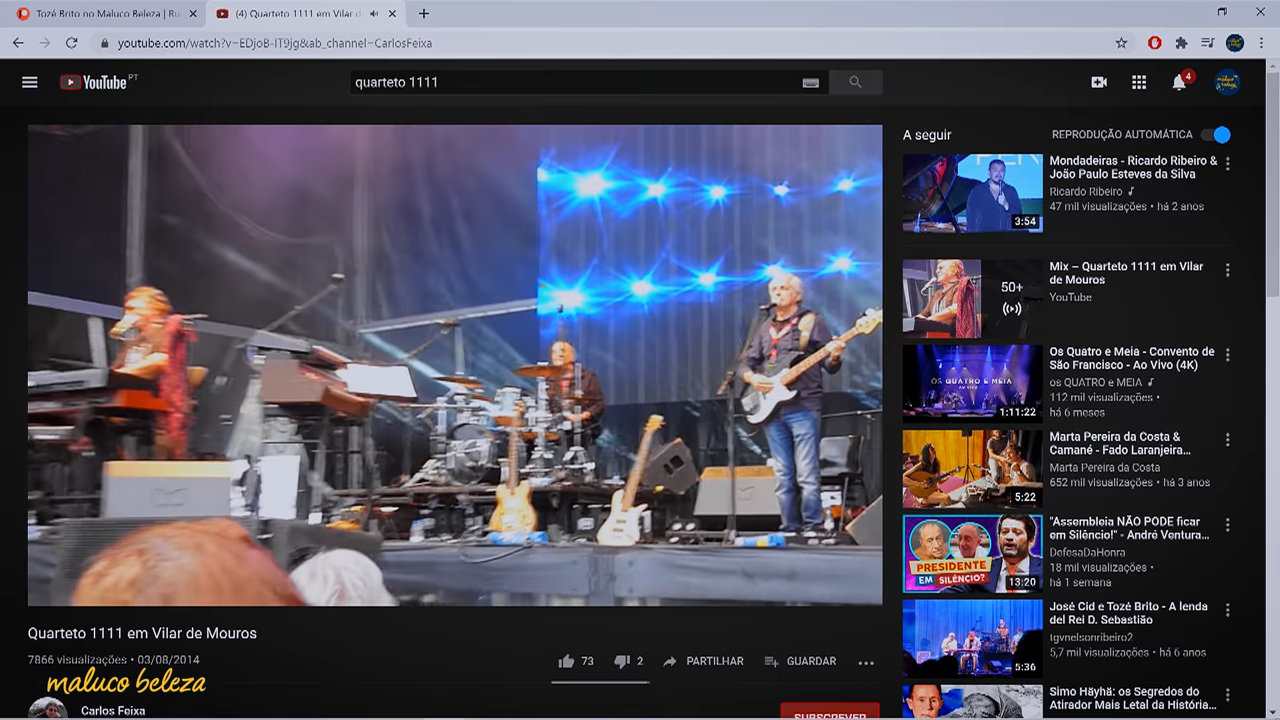 Tozé Brito no Maluco Beleza | Ru
(4) Quarteto 1111 em Vilar d
youtube.com/watch?v=EDjoB-IT9jg&ab_channel=CarlosFeixa
YouTube PT
quarteto 1111
4
A seguir
REPRODUÇÃO AUTOMÁTICA
Mondadeiras - Ricardo Ribeiro &
João Paulo Esteves da Silva
Ricardo Ribeiro
47 mil visualizações • há 2 anos
3:54
Mix – Quarteto 1111 em Vilar
de Mouros
YouTube
50+
Os Quatro e Meia - Convento de
São Francisco - Ao Vivo (4K)
os QUATRO e MEIA
112 mil visualizações •
há 6 meses
OS QUATRO E MEIA
1:11:22
Marta Pereira da Costa &
Camané - Fado Laranjeira...
Marta Pereira da Costa
652 mil visualizações • há 3 anos
5:22
"Assembleia NÃO PODE ficar
em Silêncio!" - André Ventura...
DefesaDaHonra
18 mil visualizações •
há 1 semana
PRESIDENTE
EM SILÊNCIO?
13:20
José Cid e Tozé Brito - A lenda
del Rei D. Sebastião
tgvnelsonribeiro2
5,7 mil visualizações • há 6 anos
5:36
Simo Häyhä: os Segredos do
Atirador Mais Letal da História...
Quarteto 1111 em Vilar de Mouros
7866 visualizações • 03/08/2014
73
2
PARTILHAR
GUARDAR
maluco beleza
Carlos Feixa
SUBSCREVER